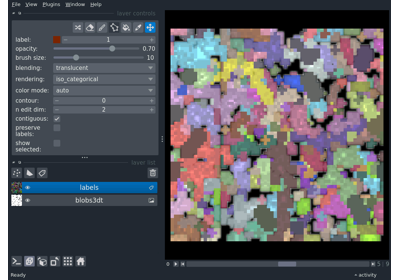 File View Plugins Window Help
layer controls
label: 1
opacity: 0.70
brush size: 10
blending: translucent
rendering: iso_categorical
color mode: auto
contour: 0
n edit dim: 2
contiguous:
preserve
labels:
show
selected:
layer list
labels
blobs3dt
activity